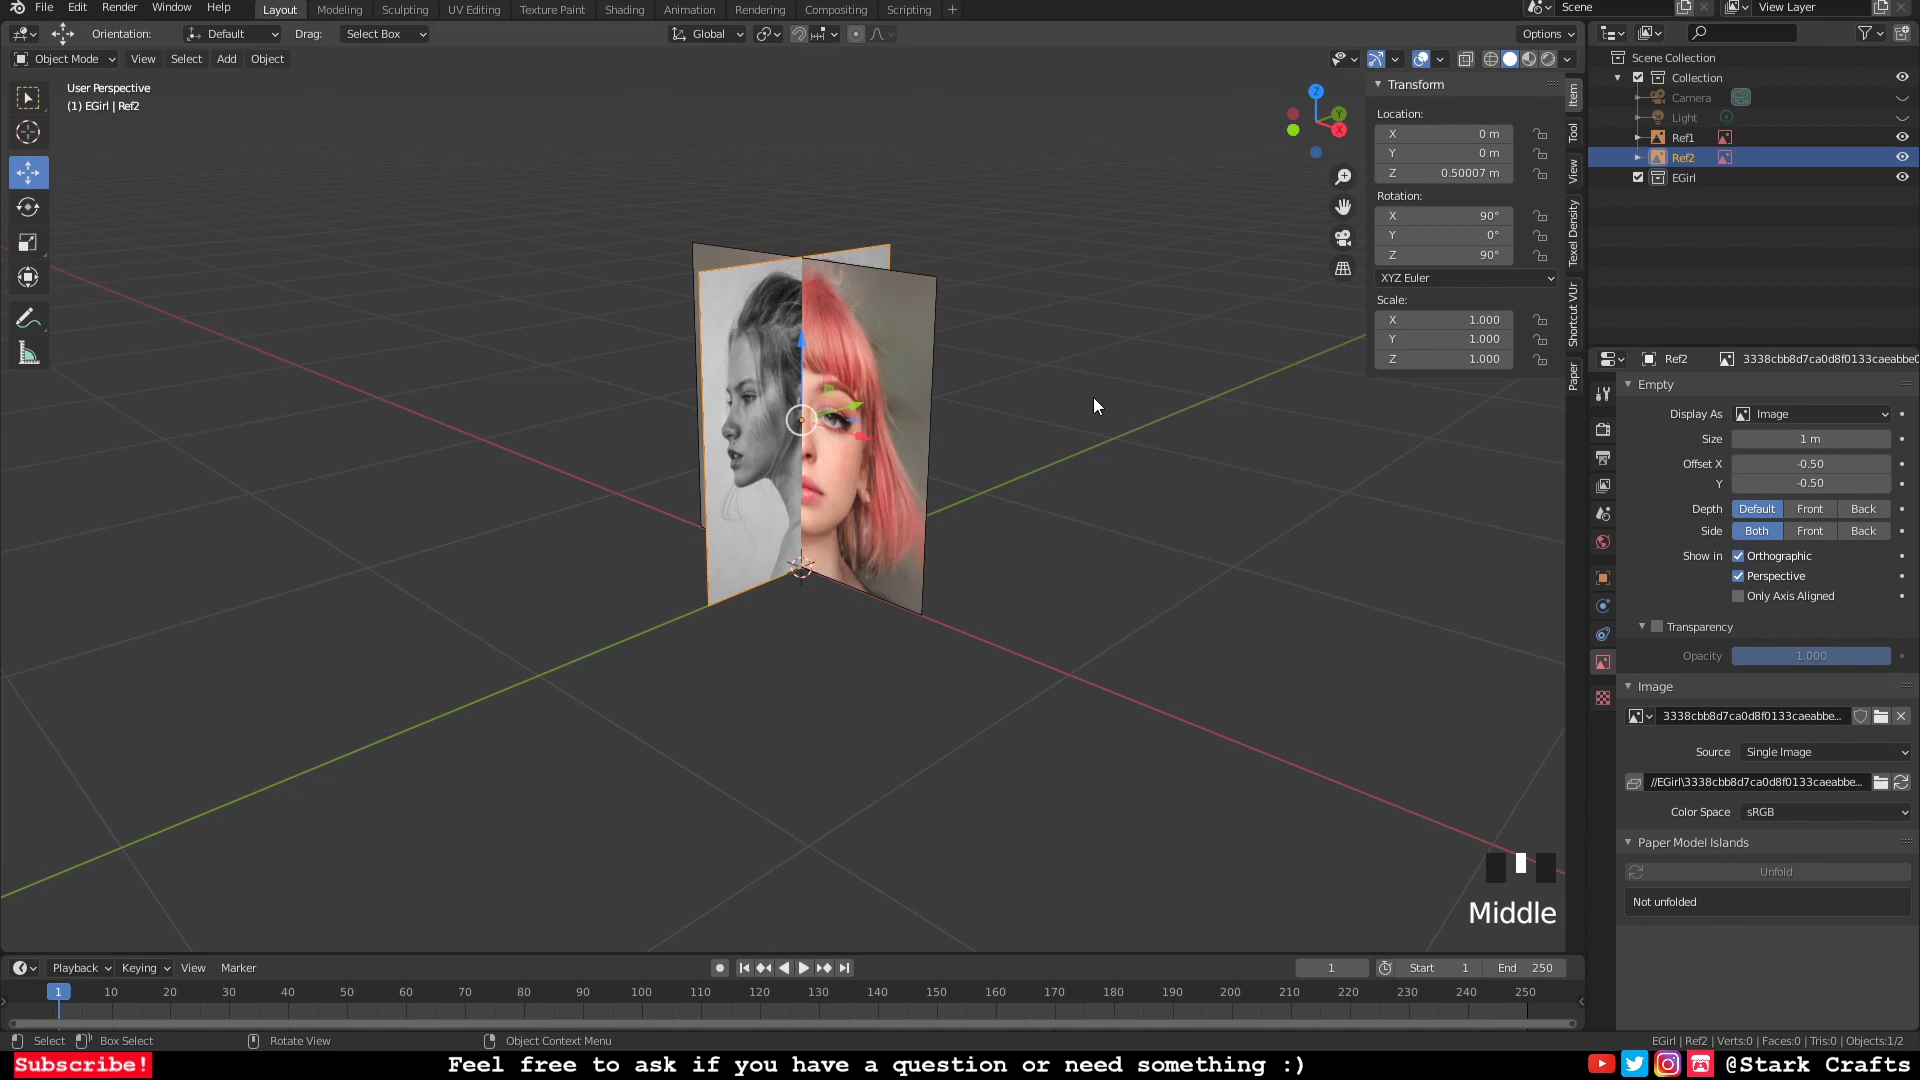 File Edit Render Window Help Layout Modeling Sculpting UV Editing Texture Paint Shading Animation Rendering Compositing Scripting + Scene View Layer
Orientation: Default Drag: Select Box Global Options
Object Mode View Select Add Object
User Perspective
(1) EGirl | Ref2
Transform
Location:
X 0 m
Y 0 m
Z 0.50007 m
Rotation:
X 90°
Y 0°
Z 90°
XYZ Euler
Scale:
X 1.000
Y 1.000
Z 1.000
Item
Tool
View
Texel Density
Shortcut VUr
Paper
Z
Y
X
Scene Collection
Collection
Camera
Light
Ref1
Ref2
EGirl
Ref2 3338cbb8d7ca0d8f0133caeabbe0
Empty
Display As Image
Size 1 m
Offset X -0.50
Y -0.50
Depth Default Front Back
Side Both Front Back
Show in Orthographic
Perspective
Only Axis Aligned
Transparency
Opacity 1.000
Image
3338cbb8d7ca0d8f0133caeabbe...
Source Single Image
//EGirl\3338cbb8d7ca0d8f0133caeabbe...
Color Space sRGB
Paper Model Islands
Unfold
Not unfolded
Middle
Playback Keying View Marker 1 Start 1 End 250
1 10 20 30 40 50 60 70 80 90 100 110 120 130 140 150 160 170 180 190 200 210 220 230 240 250
Select Box Select Rotate View Object Context Menu EGirl | Ref2 | Verts:0 | Faces:0 | Tris:0 | Objects:1/2
Subscribe! Feel free to ask if you have a question or need something :) @Stark Crafts